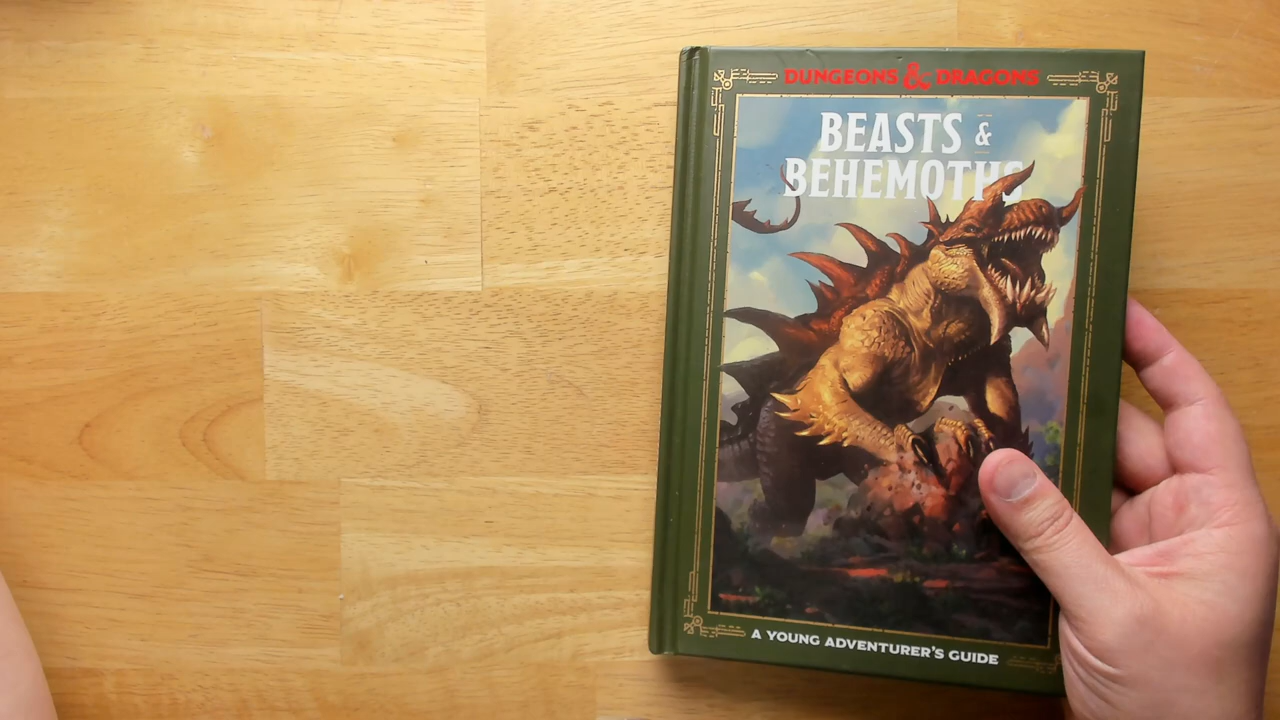 DUNGEONS & DRAGONS
BEASTS &
BEHEMOTHS
A YOUNG ADVENTURER'S GUIDE